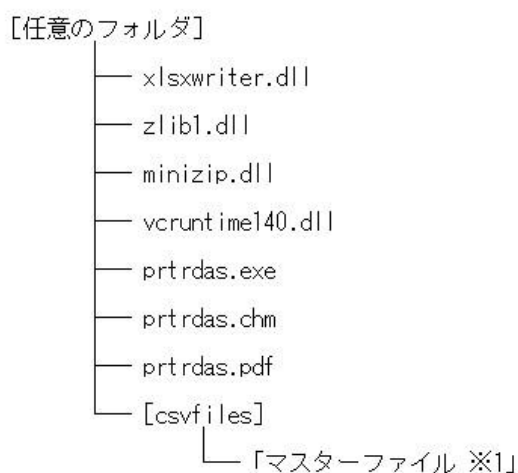 [任意のフォルダ]
xlsxwriter.dll
zlib1.dll
minizip.dll
vcruntime140.dll
prtrdas.exe
prtrdas.chm
prtrdas.pdf
[csvfiles]
「マスターファイル ※1」